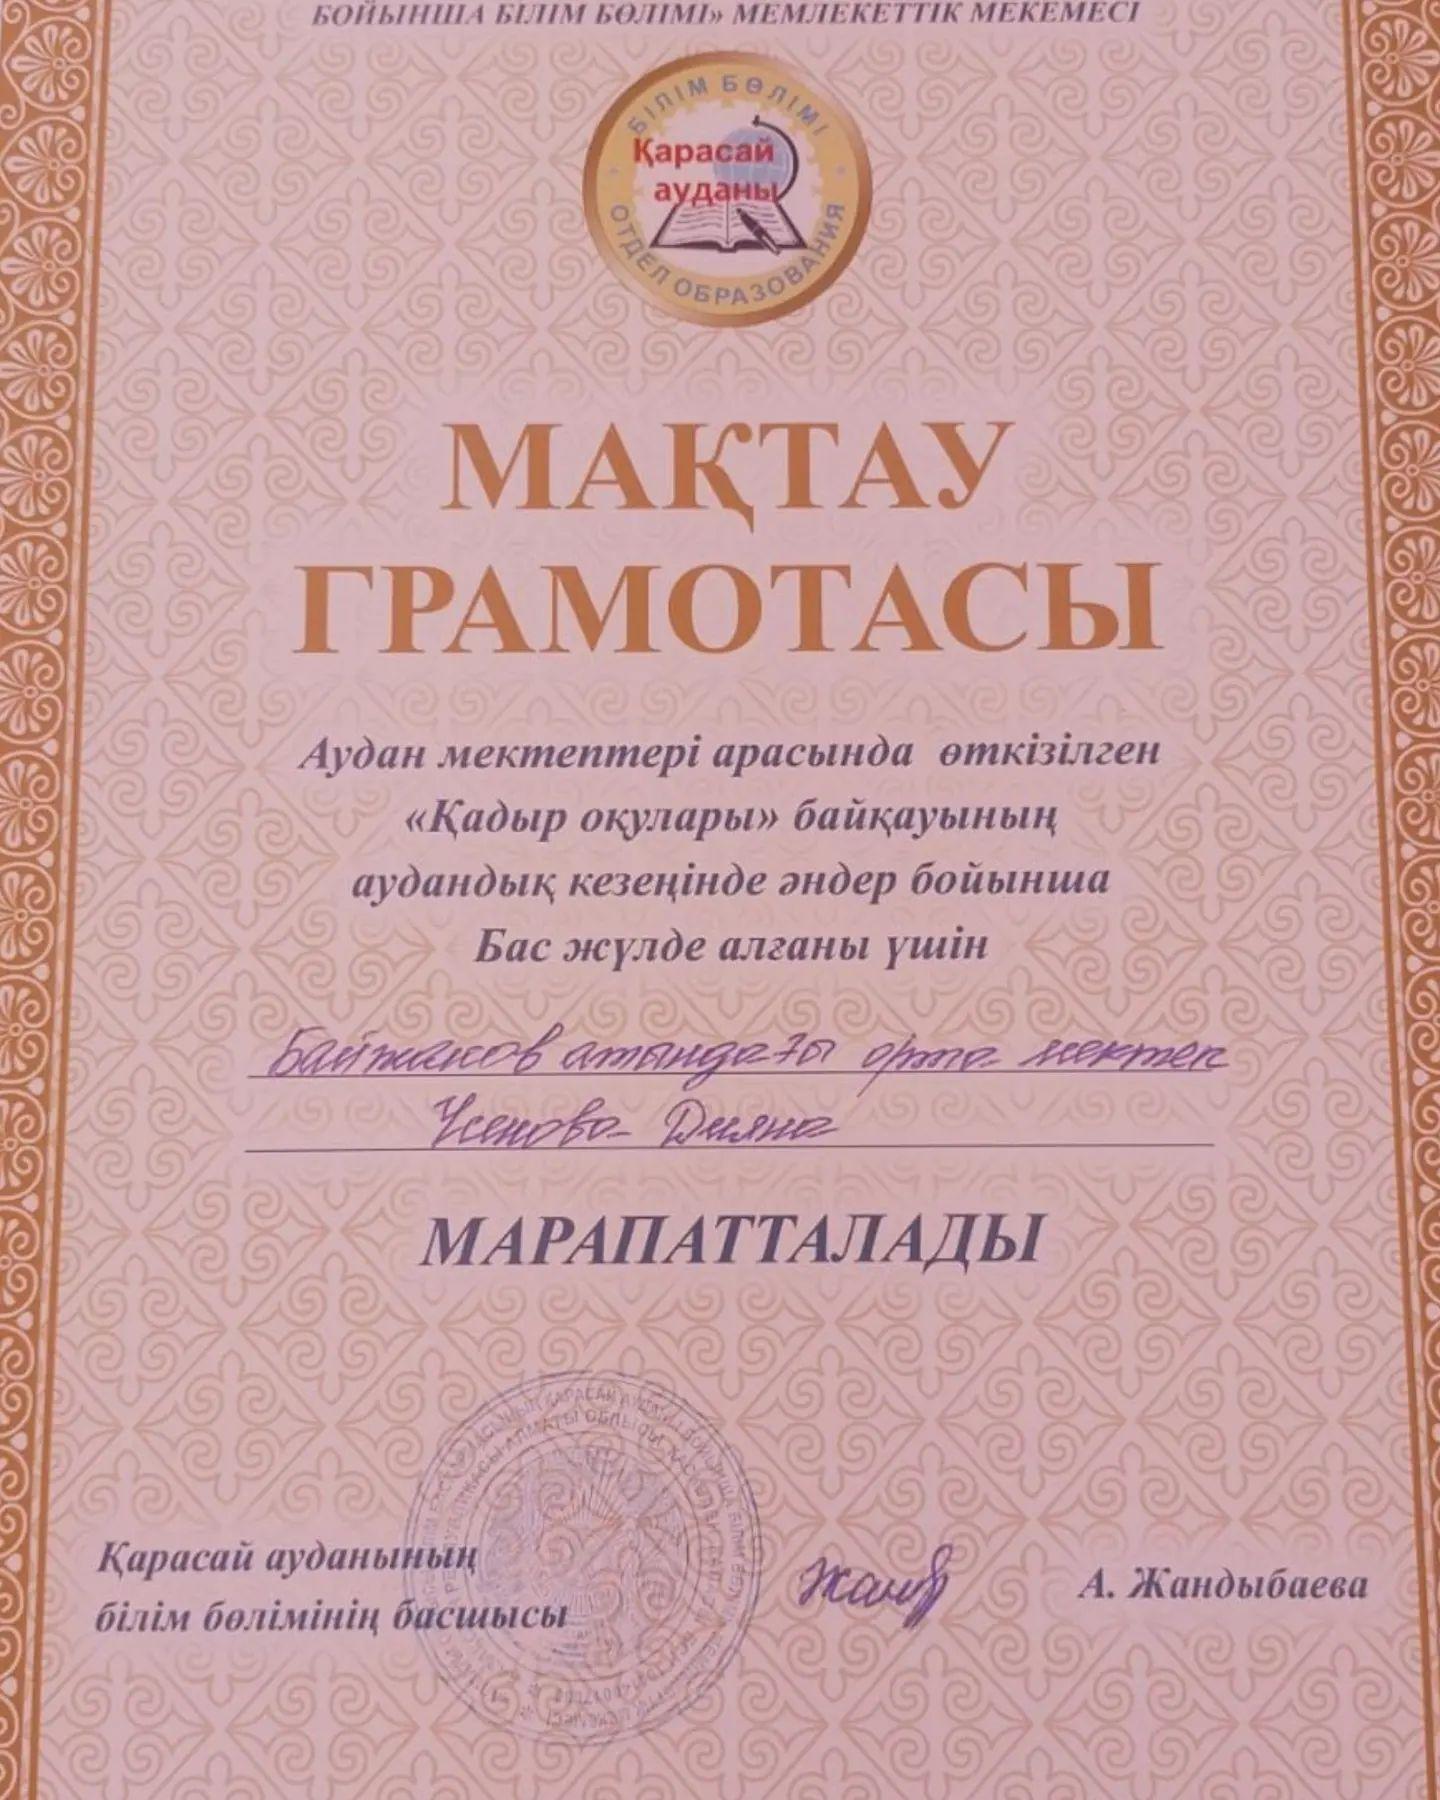 БОЙЫНША БІЛІМ БӨЛІМІ» МЕМЛЕКЕТТІК МЕКЕМЕСІ
БІЛІМ БӨЛІМІ
Қарасай
ауданы
ОТДЕЛ ОБРАЗОВАНИЯ
МАҚТАУ
ГРАМОТАСЫ
Аудан мектептері арасында өткізілген
«Қадыр оқулары» байқауының
аудандық кезеңінде әндер бойынша
Бас жүлде алғаны үшін
Байжанов атындағы орта мектеп
Усенова Диляна
МАРАПАТТАЛАДЫ
Қарасай ауданының
білім бөлімінің басшысы
А. Жандыбаева